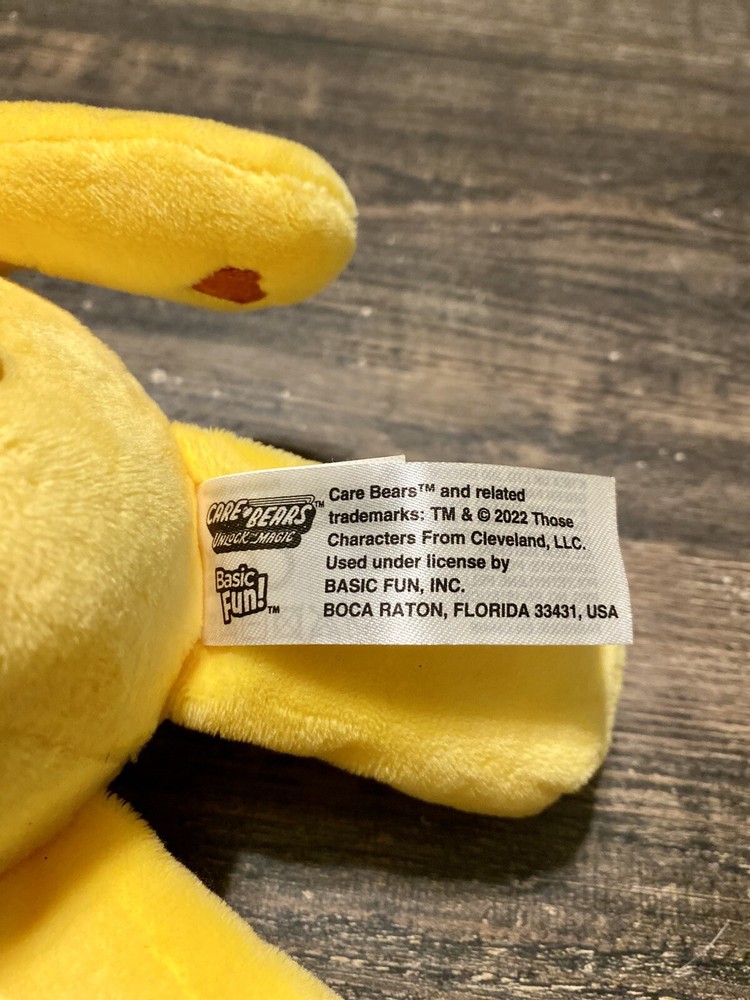 CARE BEARS™
UNLOCK THE MAGIC
Basic
Fun!™
Care Bears™ and related
trademarks: TM & © 2022 Those
Characters From Cleveland, LLC.
Used under license by
BASIC FUN, INC.
BOCA RATON, FLORIDA 33431, USA